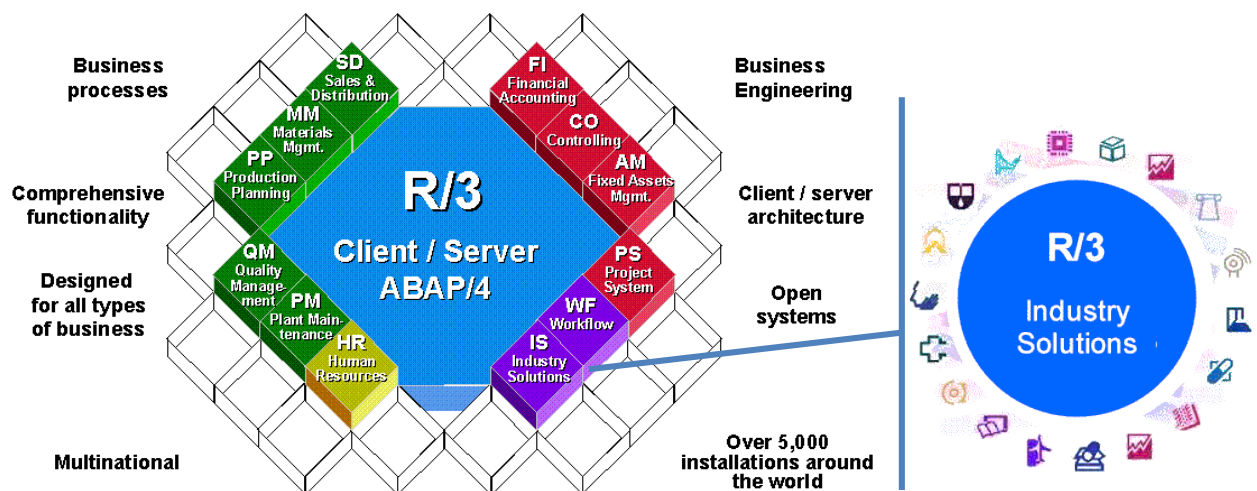 Business
processes
Comprehensive
functionality
Designed
for all types
of business
Multinational
SD
Sales &
Distribution
MM
Materials
Mgmt.
PP
Production
Planning
QM
Quality
Manage-
ment
PM
Plant Main-
tenance
HR
Human
Resources
R/3
Client / Server
ABAP/4
FI
Financial
Accounting
CO
Controlling
AM
Fixed Assets
Mgmt.
PS
Project
System
WF
Workflow
IS
Industry
Solutions
Business
Engineering
Client / server
architecture
Open
systems
Over 5,000
installations around
the world
R/3
Industry
Solutions